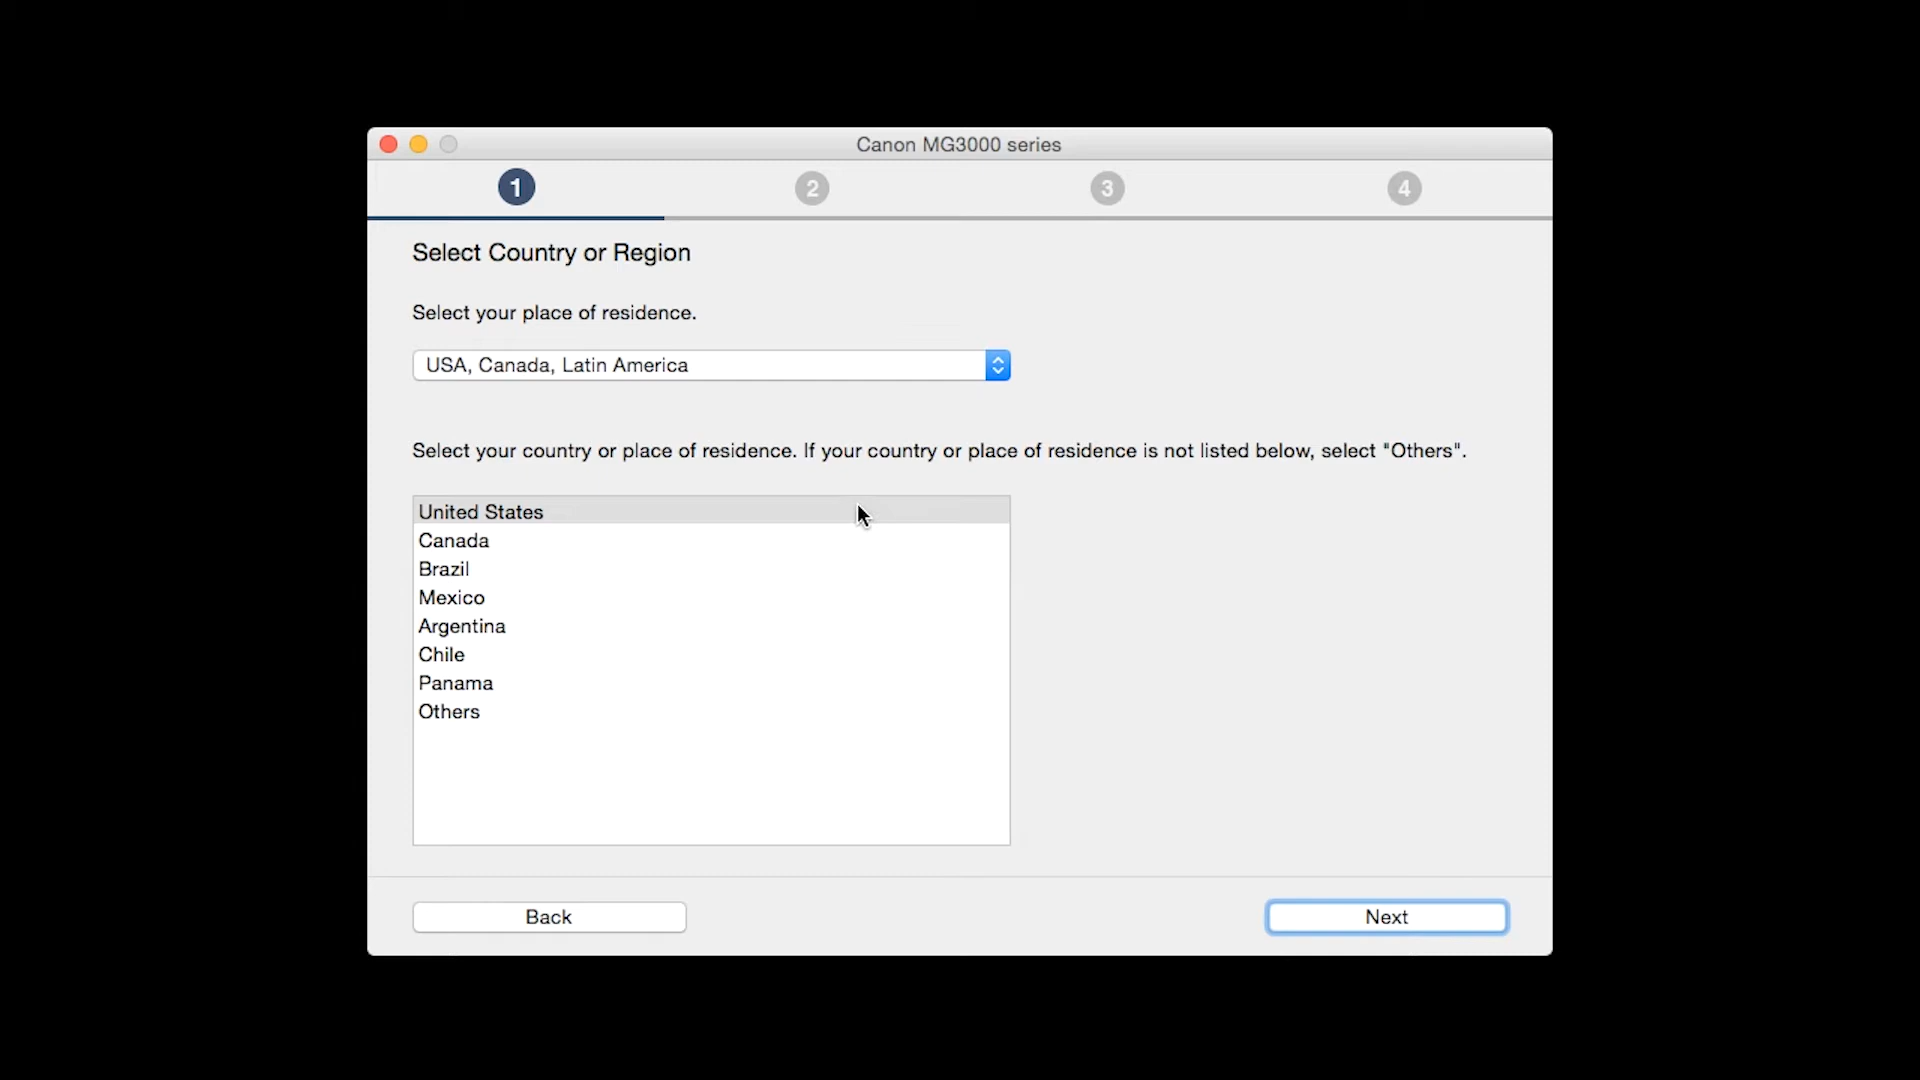 Canon MG3000 series
1 2 3 4
Select Country or Region
Select your place of residence.
USA, Canada, Latin America
Select your country or place of residence. If your country or place of residence is not listed below, select "Others".
United States
Canada
Brazil
Mexico
Argentina
Chile
Panama
Others
Back Next